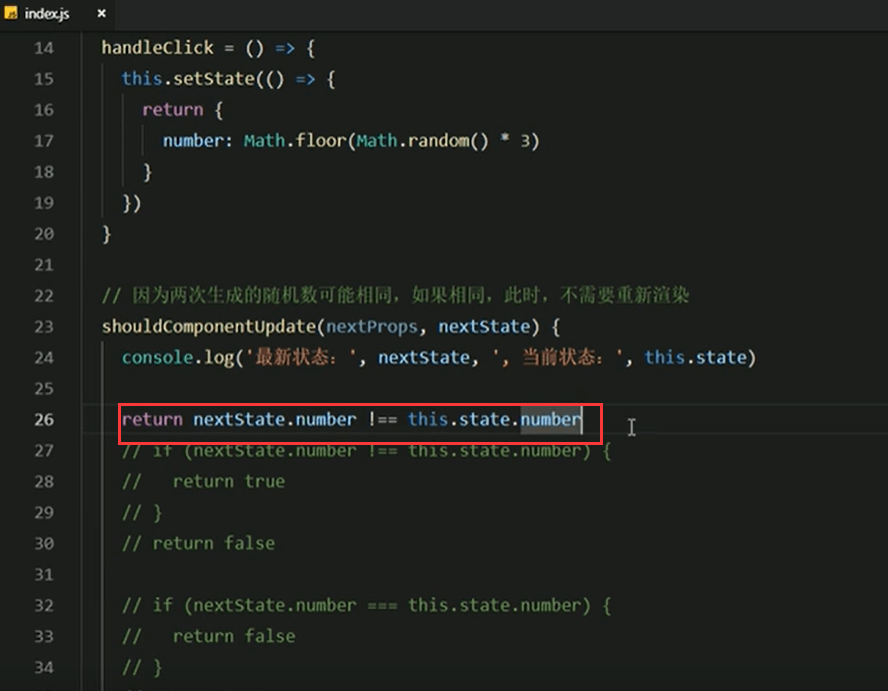 JS index.js ×
14 handleClick = () => {
15 this.setState(() => {
16 return {
17 number: Math.floor(Math.random() * 3)
18 }
19 })
20 }
21
22 // 因为两次生成的随机数可能相同，如果相同，此时，不需要重新渲染
23 shouldComponentUpdate(nextProps, nextState) {
24 console.log('最新状态：', nextState, ', 当前状态：', this.state)
25
26 return nextState.number !== this.state.number
27 // if (nextState.number !== this.state.number) {
28 // return true
29 // }
30 // return false
31
32 // if (nextState.number === this.state.number) {
33 // return false
34 // }